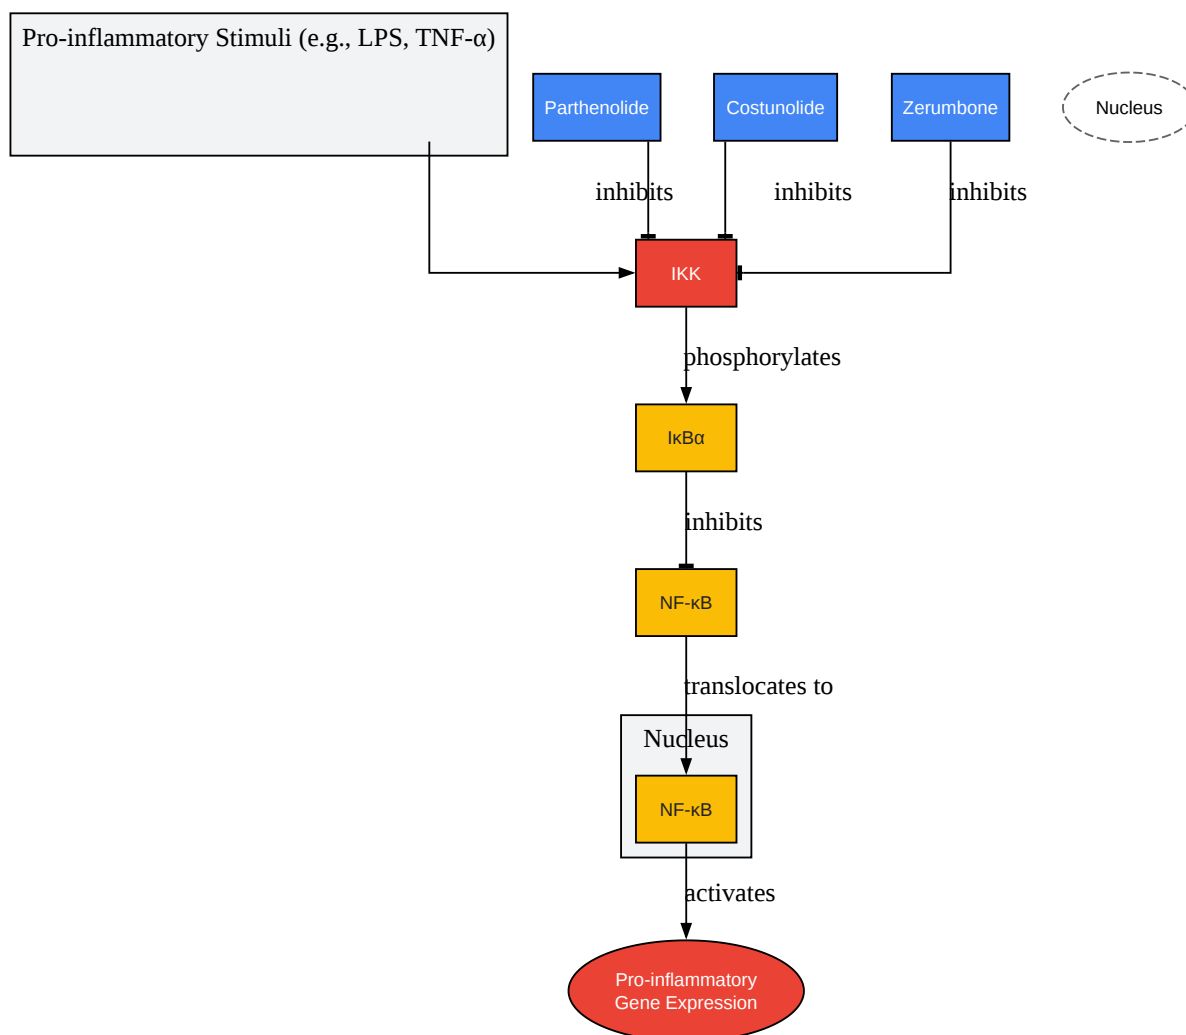 Pro-inflammatory Stimuli (e.g., LPS, TNF-α)
Parthenolide
Costunolide
Zerumbone
Nucleus
inhibits
inhibits
inhibits
IKK
phosphorylates
IκBα
inhibits
NF-κB
translocates to
Nucleus
NF-κB
activates
Pro-inflammatory
Gene Expression